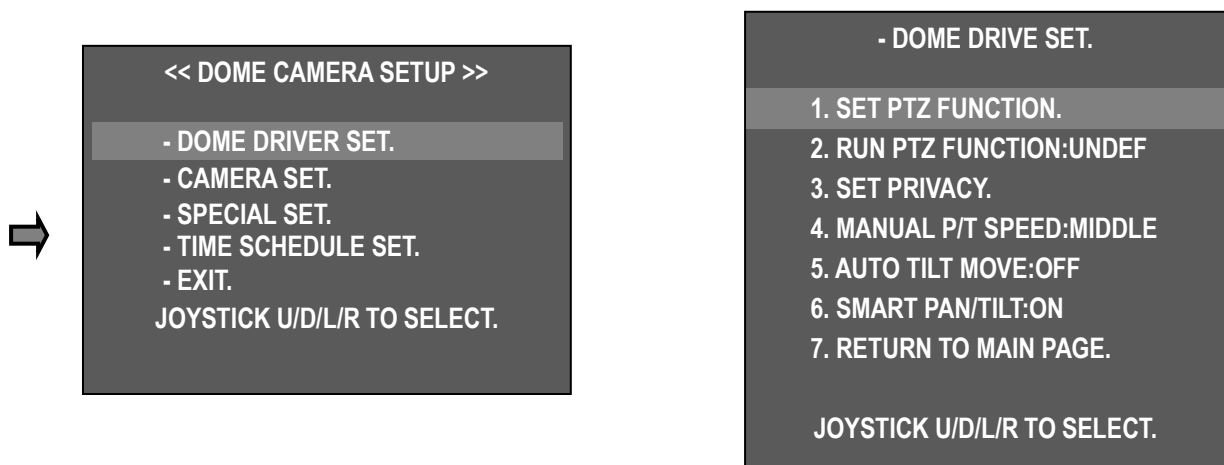 << DOME CAMERA SETUP >>
- DOME DRIVER SET.
- CAMERA SET.
- SPECIAL SET.
- TIME SCHEDULE SET.
- EXIT.
JOYSTICK U/D/L/R TO SELECT.
- DOME DRIVE SET.
1. SET PTZ FUNCTION.
2. RUN PTZ FUNCTION:UNDEF
3. SET PRIVACY.
4. MANUAL P/T SPEED:MIDDLE
5. AUTO TILT MOVE:OFF
6. SMART PAN/TILT:ON
7. RETURN TO MAIN PAGE.
JOYSTICK U/D/L/R TO SELECT.